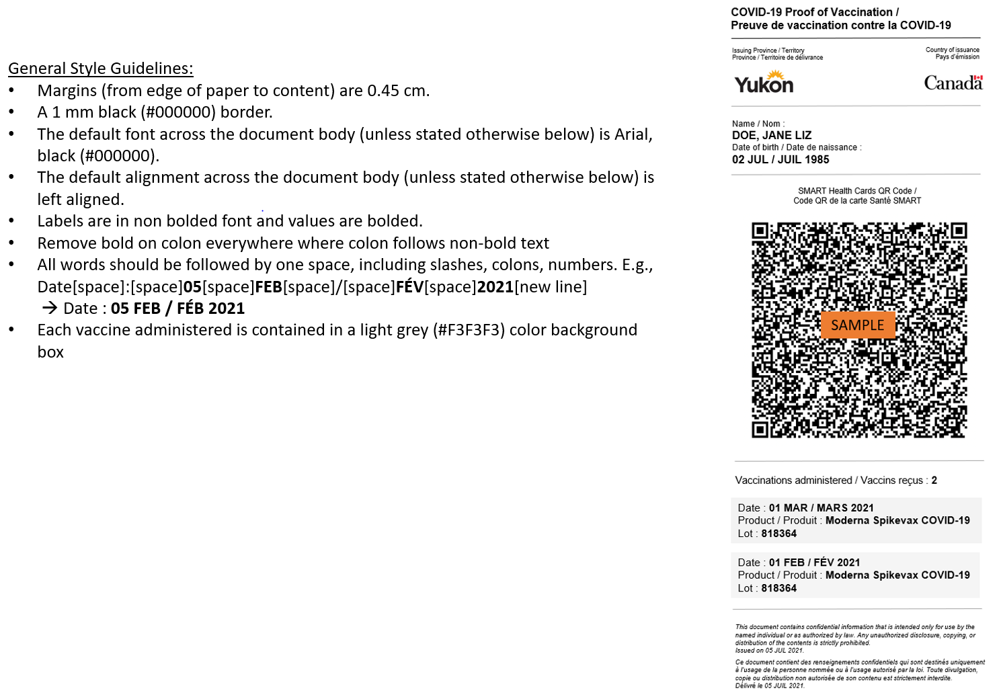 General Style Guidelines:
• Margins (from edge of paper to content) are 0.45 cm.
• A 1 mm black (#000000) border.
• The default font across the document body (unless stated otherwise below) is Arial,
black (#000000).
• The default alignment across the document body (unless stated otherwise below) is
left aligned.
• Labels are in non bolded font and values are bolded.
• Remove bold on colon everywhere where colon follows non-bold text
• All words should be followed by one space, including slashes, colons, numbers. E.g.,
Date[space]:[space]05[space]FEB[space]/[space]FÉV[space]2021[new line]
→ Date : 05 FEB / FÉB 2021
• Each vaccine administered is contained in a light grey (#F3F3F3) color background
box
COVID-19 Proof of Vaccination /
Preuve de vaccination contre la COVID-19
Issuing Province / Territory
Province / Territoire de délivrance
Country of issuance
Pays d'émission
Yukon
Canada
Name / Nom :
DOE, JANE LIZ
Date of birth / Date de naissance :
02 JUL / JUIL 1985
SMART Health Cards QR Code /
Code QR de la carte Santé SMART
SAMPLE
Vaccinations administered / Vaccins reçus : 2
Date : 01 MAR / MARS 2021
Product / Produit : Moderna Spikevax COVID-19
Lot : 818364
Date : 01 FEB / FÉV 2021
Product / Produit : Moderna Spikevax COVID-19
Lot : 818364
This document contains confidential information that is intended only for use by the
named individual or as authorized by law. Any unauthorized disclosure, copying, or
distribution of the contents is strictly prohibited.
Issued on 05 JUL 2021.
Ce document contient des renseignements confidentiels qui sont destinés uniquement
à l'usage de la personne nommée ou à l'usage autorisé par la loi. Toute divulgation,
copie ou distribution non autorisée de son contenu est strictement interdite.
Délivré le 05 JUIL 2021.